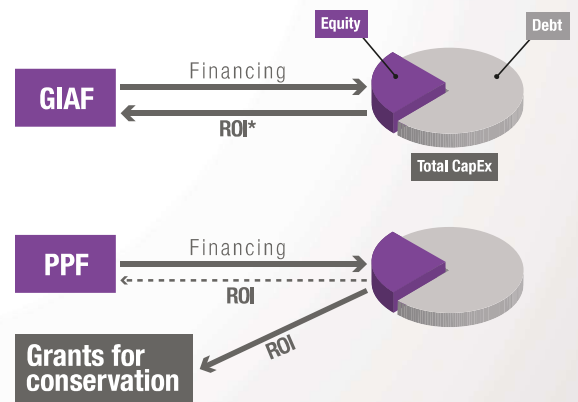 Equity
Debt
Financing
GIAF
ROI*
Total CapEx
Financing
PPF
ROI
ROI
Grants for
conservation